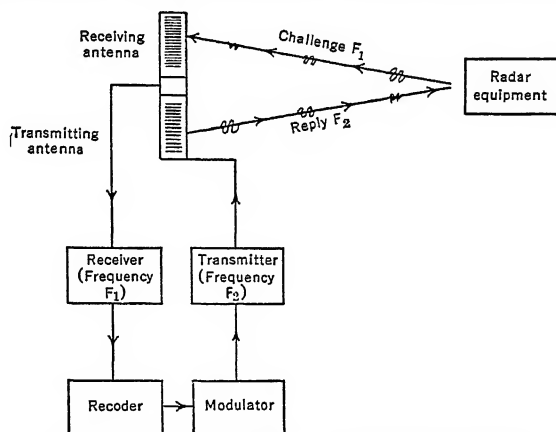 Receiving
antenna
Challenge F₁
Radar
equipment
Reply F₂
Transmitting
antenna
Receiver
(Frequency
F₁)
Transmitter
(Frequency
F₂)
Recoder
Modulator